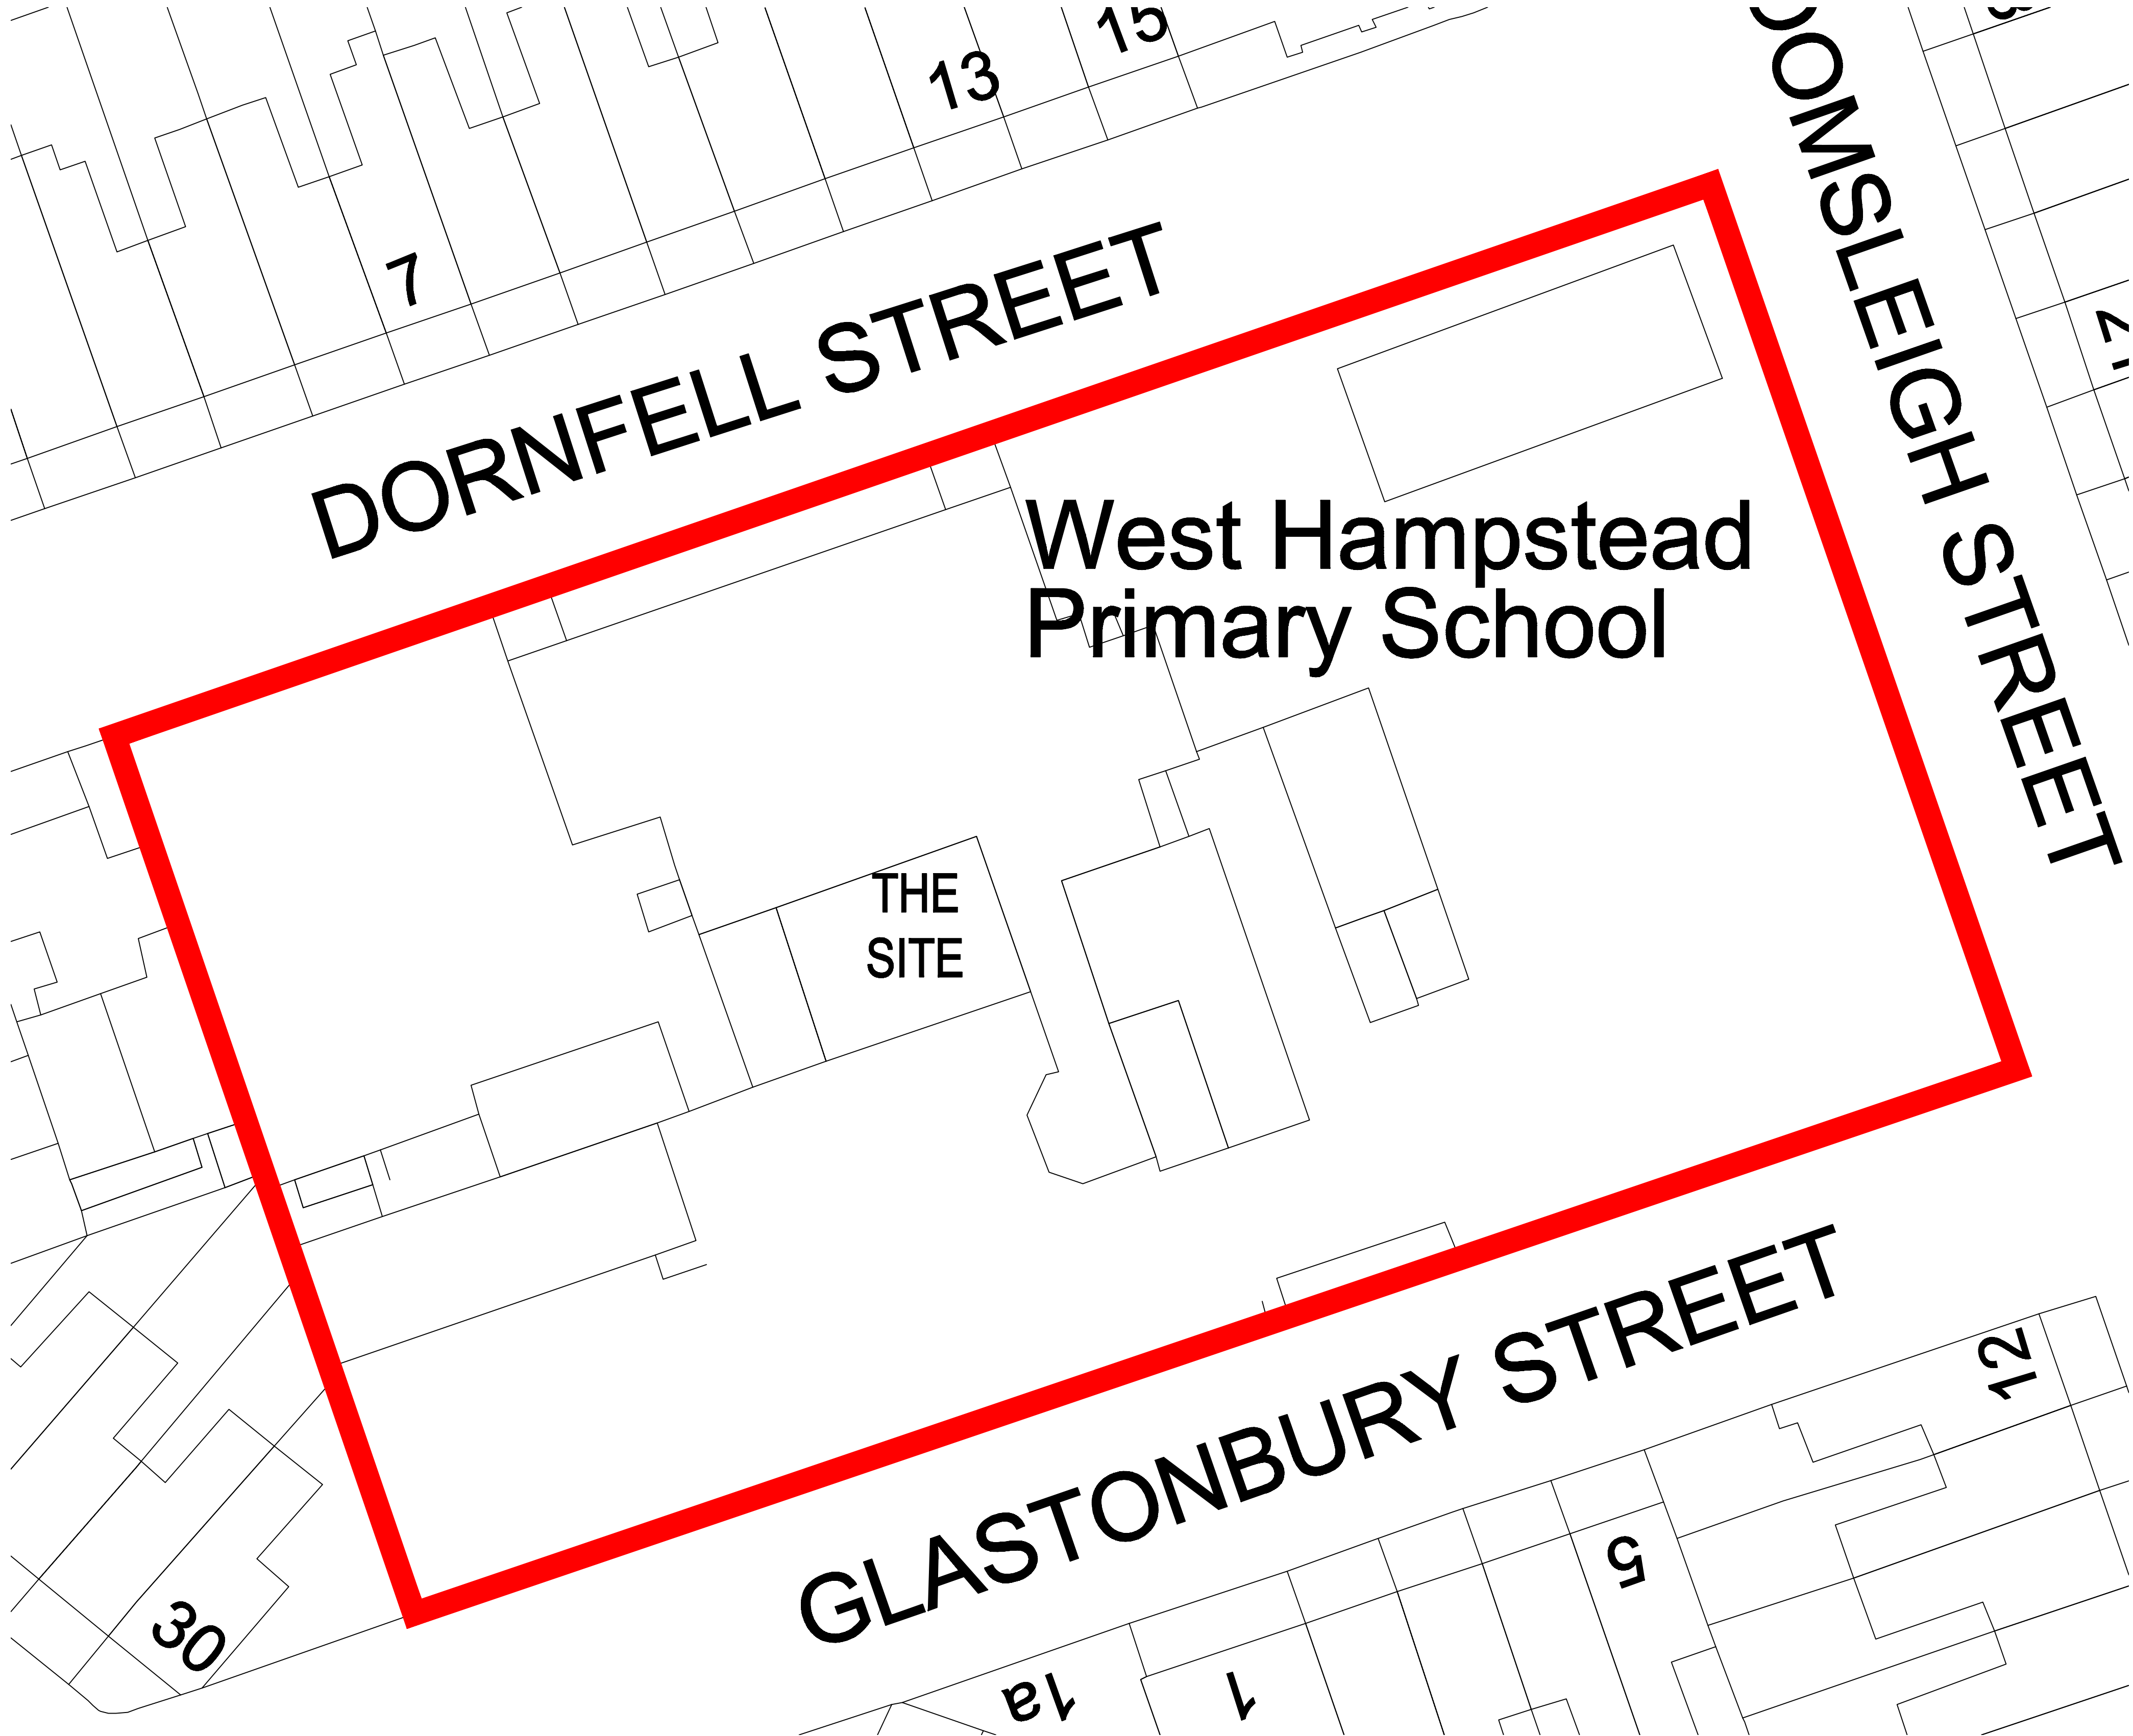 15
13
7
DORNFELL STREET
OOMSLEIGH STREET
West Hampstead
Primary School
THE
SITE
GLASTONBURY STREET
12
5
30
1a
1